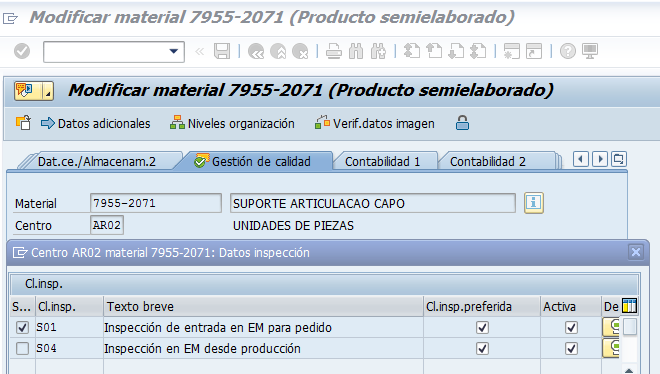 Modificar material 7955-2071 (Producto semielaborado)
Modificar material 7955-2071 (Producto semielaborado)
Datos adicionales Niveles organización Verif.datos imagen
Dat.ce./Almacenam.2 Gestión de calidad Contabilidad 1 Contabilidad 2
Material 7955-2071 SUPORTE ARTICULACAO CAPO
Centro AR02 UNIDADES DE PIEZAS
Centro AR02 material 7955-2071: Datos inspección
Cl.insp.
S... Cl.insp. Texto breve Cl.insp.preferida Activa De
S01 Inspección de entrada en EM para pedido
S04 Inspección en EM desde producción